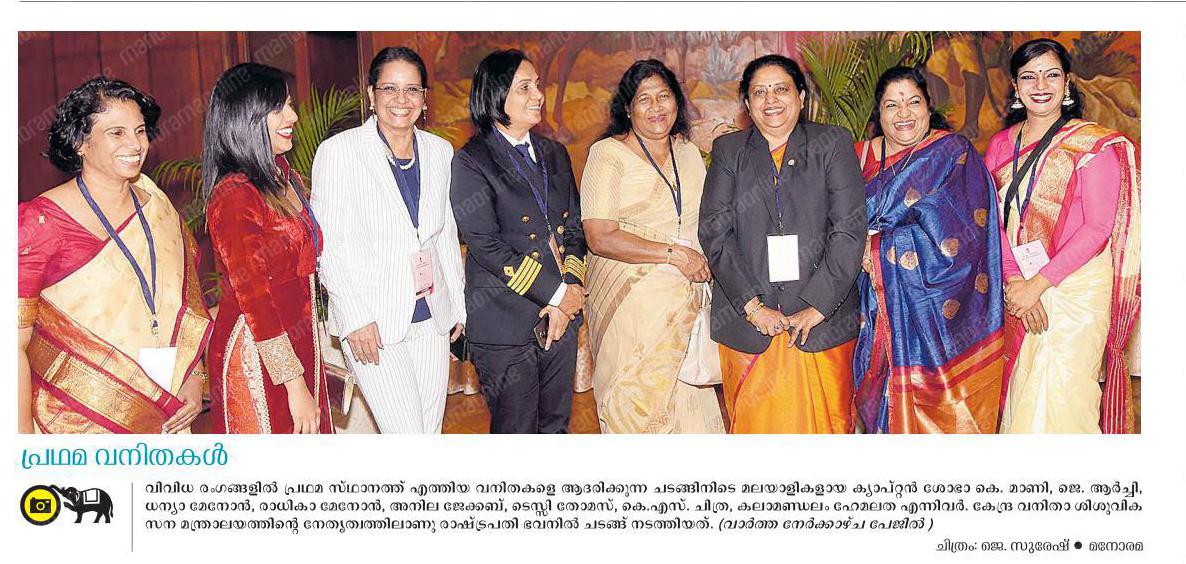 പ്രഥമ വനിതകൾ
വിവിധ രംഗങ്ങളിൽ പ്രഥമ സ്ഥാനത്ത് എത്തിയ വനിതകളെ ആദരിക്കുന്ന ചടങ്ങിനിടെ മലയാളികളായ ക്യാപ്റ്റൻ ശോഭാ കെ. മാണി, ജെ. ആർച്ചി,
ധന്യാ മേനോൻ, രാധികാ മേനോൻ, അനില ജേക്കബ്, ടെസ്സി തോമസ്, കെ.എസ്. ചിത്ര, കലാമണ്ഡലം ഹേമലത എന്നിവർ. കേന്ദ്ര വനിതാ ശിശുവിക
സന മന്ത്രാലയത്തിന്റെ നേതൃത്വത്തിലാണു രാഷ്ട്രപതി ഭവനിൽ ചടങ്ങ് നടത്തിയത്. (വാർത്ത നേർക്കാഴ്ച പേജിൽ )
ചിത്രം: ജെ. സുരേഷ് ● മനോരമ
manoramaonline